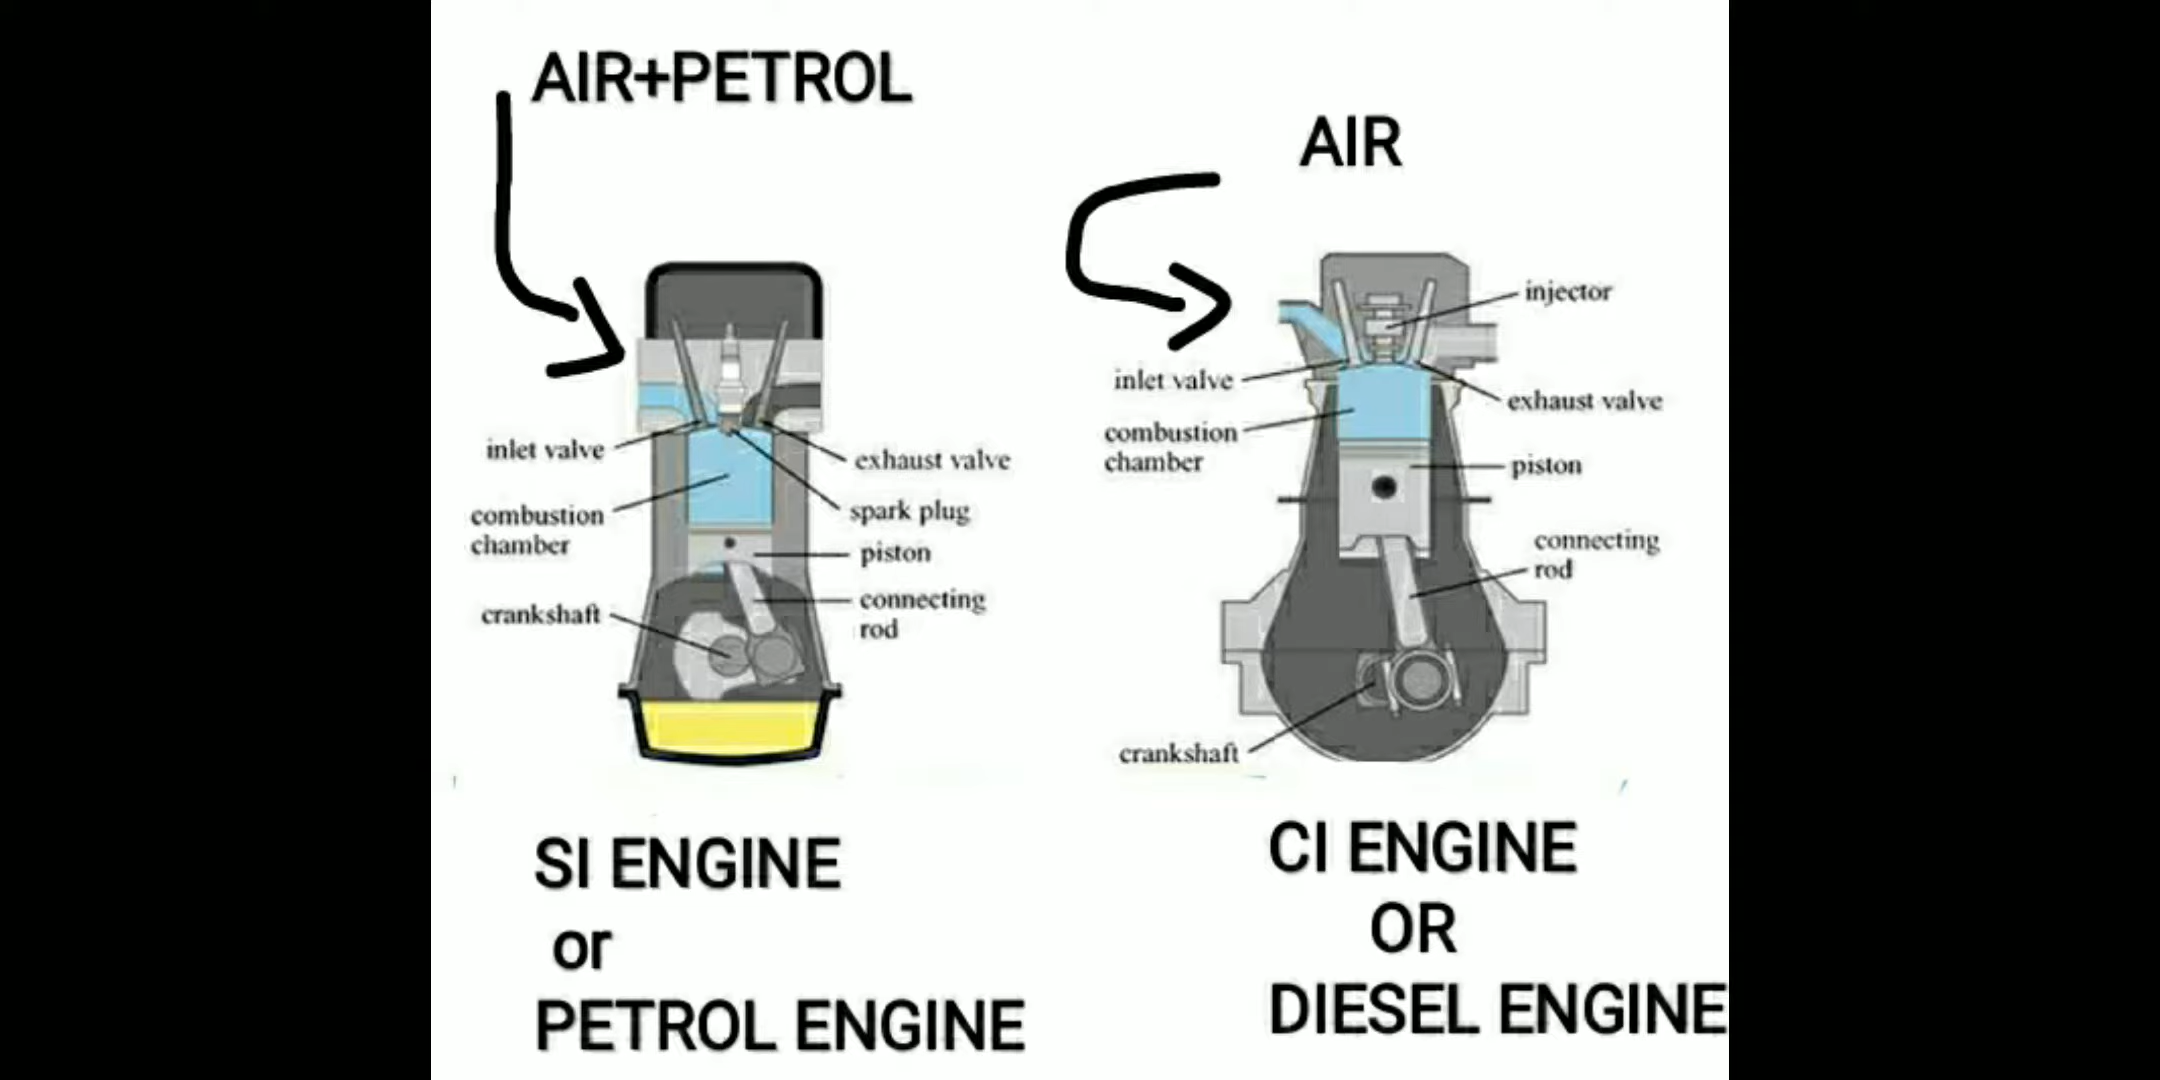 AIR+PETROL
AIR
inlet valve
combustion
chamber
crankshaft
exhaust valve
spark plug
piston
connecting
rod
injector
inlet valve
combustion
chamber
exhaust valve
piston
connecting
rod
crankshaft
SI ENGINE
or
PETROL ENGINE
CI ENGINE
OR
DIESEL ENGINE